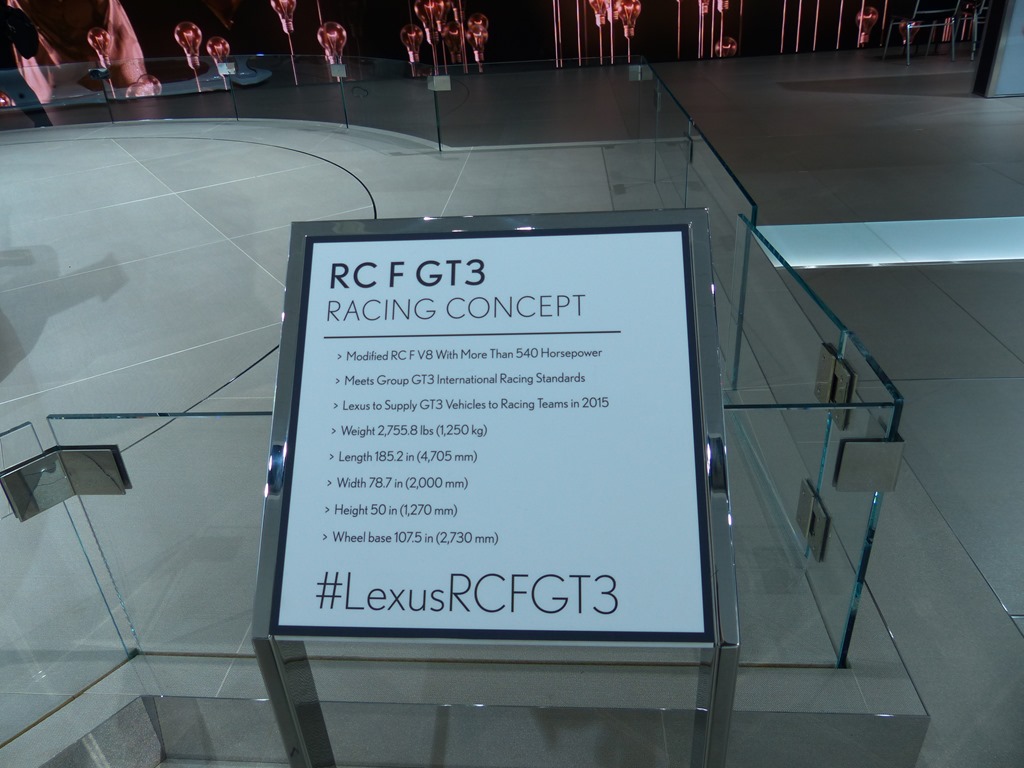 RC F GT3
RACING CONCEPT
> Modified RC F V8 With More Than 540 Horsepower
> Meets Group GT3 International Racing Standards
> Lexus to Supply GT3 Vehicles to Racing Teams in 2015
> Weight 2,755.8 lbs (1,250 kg)
> Length 185.2 in (4,705 mm)
> Width 78.7 in (2,000 mm)
> Height 50 in (1,270 mm)
> Wheel base 107.5 in (2,730 mm)
#LexusRCFGT3